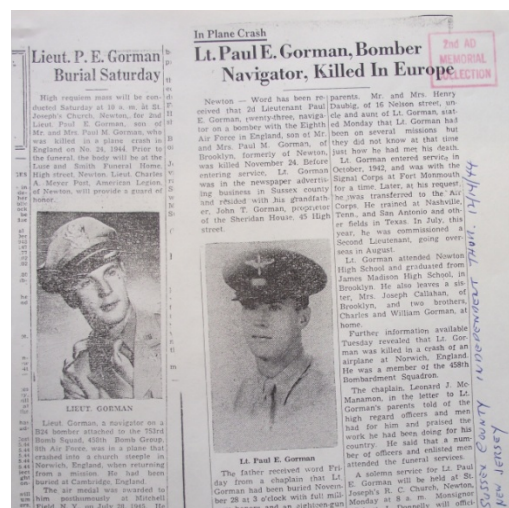 Lieut. P. E. Gorman
Burial Saturday
High requiem mass will be con-
ducted Saturday at 10 a. m. at St.
Joseph's Church, Newton, for 2nd
Lieut. Paul E. Gorman, son of
Mr. and Mrs. Paul M. Gorman, who
was killed in a plane crash in
England on Nov. 24, 1944. Prior to
the funeral, the body will be at the
Luse and Smith Funeral Home,
High street, Newton. Lieut. Charles
A. Meyer Post, American Legion,
of Newton, will provide a guard of
honor.
LIEUT. GORMAN
Lieut. Gorman, a navigator on a
B24 bomber attached to the 753rd
Bomb Squad, 458th Bomb Group,
8th Air Force, was in a plane that
crashed into a church steeple in
Norwich, England, when returning
from a mission. He had been
buried at Cambridge, England.
The air medal was awarded to
him posthumously at Mitchell
Field, N. Y., on July 20, 1945. He
In Plane Crash
Lt. Paul E. Gorman, Bomber
Navigator, Killed In Europe
2nd AD
MEMORIAL
COLLECTION
Newton — Word has been re-
ceived that 2d Lieutenant Paul
E. Gorman, twenty-three, naviga-
tor on a bomber with the Eighth
Air Force in England, son of Mr.
and Mrs. Paul M. Gorman, of
Brooklyn, formerly of Newton,
was killed November 24. Before
entering service, Lt. Gorman
was in the newspaper advertis-
ing business in Sussex county
and resided with his grandfath-
er, John T. Gorman, proprietor
of the Sheridan House, 45 High
street.
Lt. Paul E. Gorman
The father received word Fri-
day from a chaplain that Lt.
Gorman had been buried Novem-
ber 28 at 3 o'clock with full mili-
parents. Mr. and Mrs. Henry
Daubig, of 16 Nelson street, un-
cle and aunt of Lt. Gorman, stat-
ed Monday that Lt. Gorman had
been on several missions but
they did not know at that time
just how he had met his death.
Lt. Gorman entered service in
October, 1942, and was with the
Signal Corps at Fort Monmouth
for a time. Later, at his request,
he was transferred to the Air
Corps. He trained at Nashville,
Tenn., and San Antonio and oth-
er fields in Texas. In July, this
year, he was commissioned a
Second Lieutenant, going over-
seas in August.
Lt. Gorman attended Newton
High School and graduated from
James Madison High School, in
Brooklyn. He also leaves a sis-
ter, Mrs. Joseph Callahan, of
Brooklyn, and two brothers,
Charles and William Gorman, at
home.
Further information available
Tuesday revealed that Lt. Gor-
man was killed in a crash of an
airplane at Norwich, England.
He was a member of the 458th
Bombardment Squadron.
The chaplain, Leonard J. Mc-
Manamon, in the letter to Lt.
Gorman's parents told of the
high regard officers and men
had for him and praised the
work he had been doing for his
country. He said that a num-
ber of officers and enlisted men
attended the funeral services.
A solemn service for Lt. Paul
E. Gorman will be held at St.
Joseph's R. C. Church, Newton,
Monday at 8 a. m.
SUSSEX COUNTY INDEPENDENT THUR.
NEW JERSEY